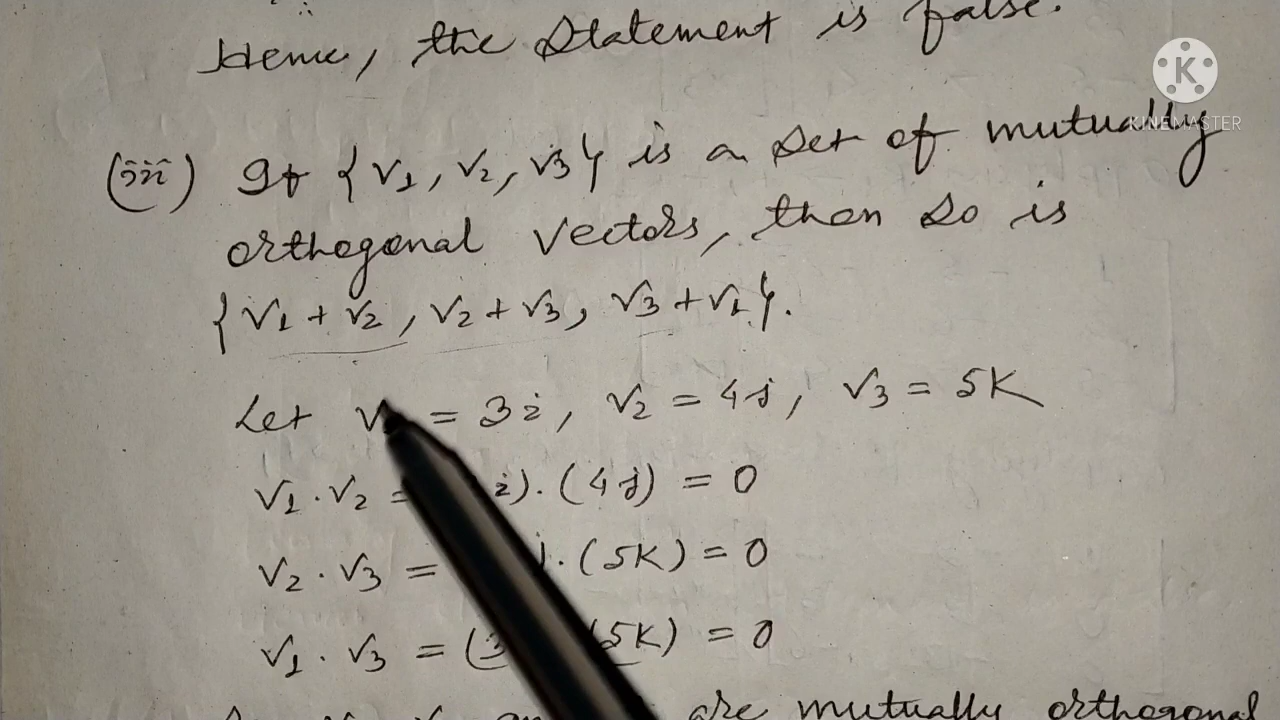 Hence, the statement is false.
K
KINEMASTER
(iii) If {v1, v2, v3} is a set of mutually
orthogonal vectors, then so is
{v1 + v2, v2 + v3, v3 + v1}.
Let v = 3i, v2 = 4j, v3 = 5K
v1 . v2 = i) . (4j) = 0
v2 . v3 = ) . (5K) = 0
v1 . v3 = (3 (5K) = 0
are mutually orthogonal